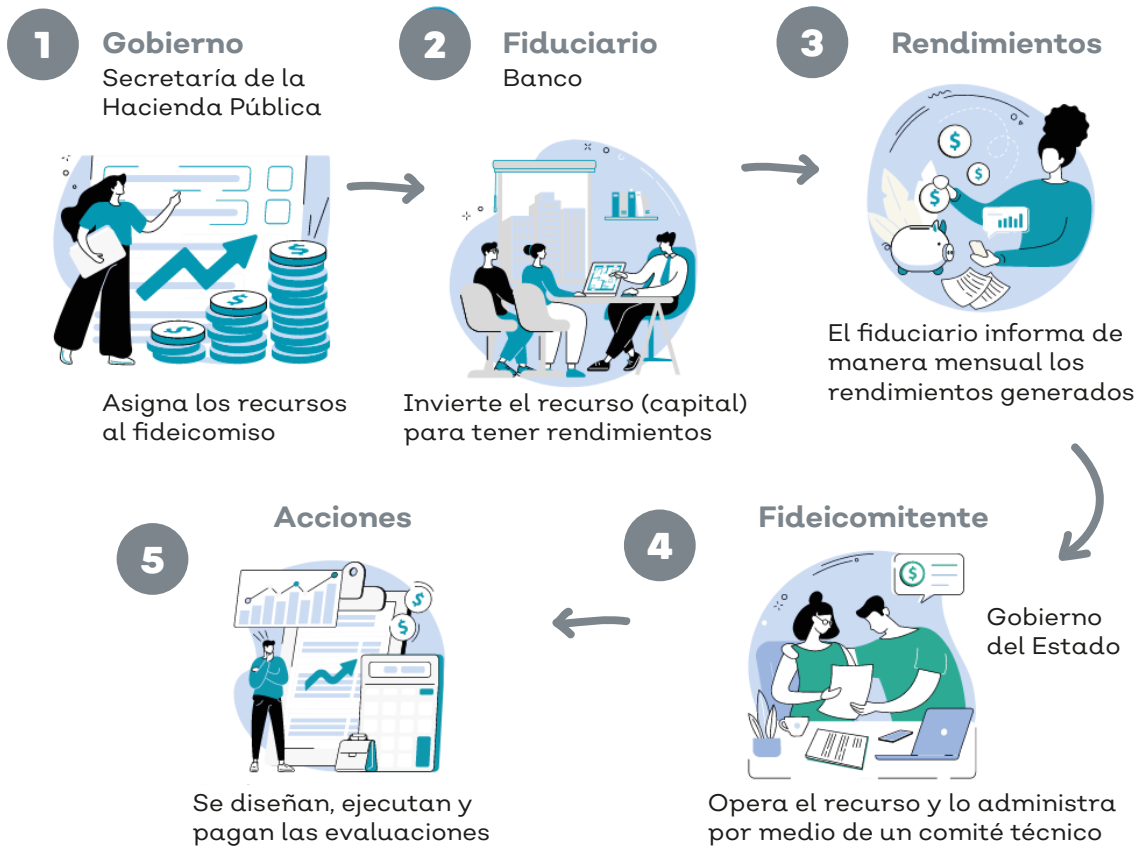 1
Gobierno
Secretaría de la
Hacienda Pública
Asigna los recursos
al fideicomiso
2
Fiduciario
Banco
Invierte el recurso (capital)
para tener rendimientos
3
Rendimientos
El fiduciario informa de
manera mensual los
rendimientos generados
4
Fideicomitente
Gobierno
del Estado
Opera el recurso y lo administra
por medio de un comité técnico
5
Acciones
Se diseñan, ejecutan y
pagan las evaluaciones